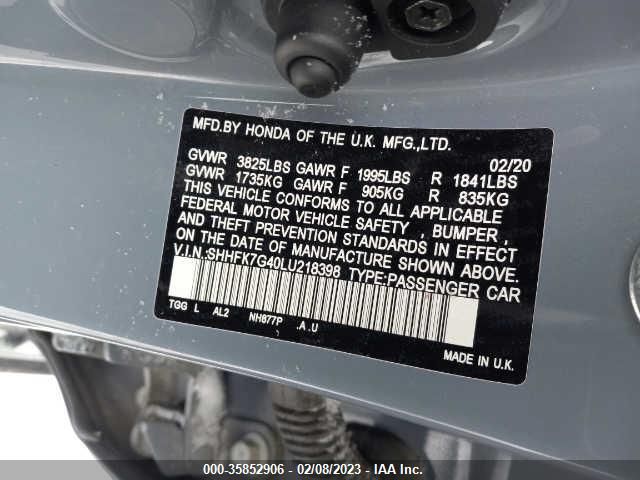 MFD.BY HONDA OF THE U.K. MFG.,LTD.
02/20
GVWR 3825LBS GAWR F 1995LBS R 1841LBS
GVWR 1735KG GAWR F 905KG R 835KG
THIS VEHICLE CONFORMS TO ALL APPLICABLE
FEDERAL MOTOR VEHICLE SAFETY , BUMPER ,
AND THEFT PREVENTION STANDARDS IN EFFECT
ON THE DATE OF MANUFACTURE SHOWN ABOVE.
V.I.N.:SHHFK7G40LU218398 TYPE:PASSENGER CAR
TGG L AL2 NH877P .A.U
MADE IN U.K.
000-35852906 - 02/08/2023 - IAA Inc.